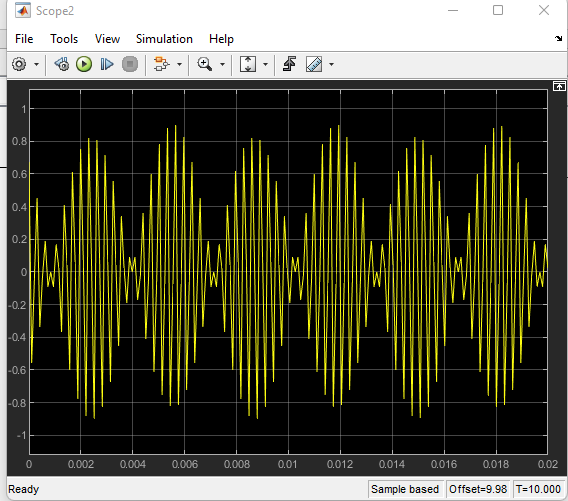 Scope2
File Tools View Simulation Help
1
0.8
0.6
0.4
0.2
0
-0.2
-0.4
-0.6
-0.8
-1
0 0.002 0.004 0.006 0.008 0.01 0.012 0.014 0.016 0.018 0.02
Ready Sample based Offset=9.98 T=10.000